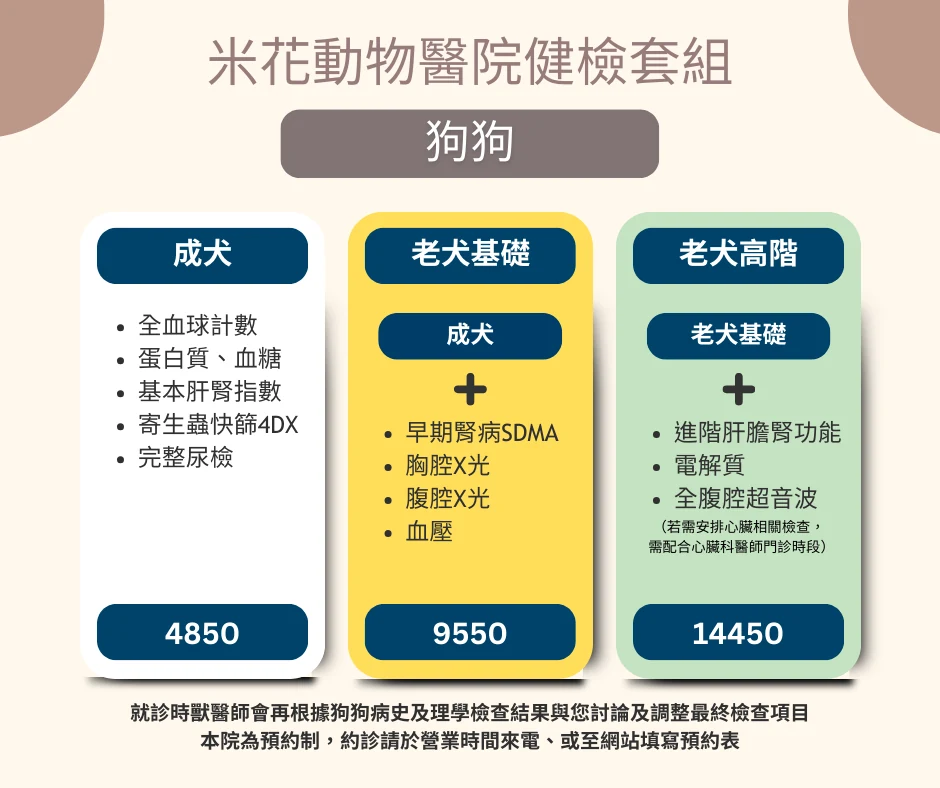 米花動物醫院健檢套組
狗狗
成犬
全血球計數
蛋白質、血糖
基本肝腎指數
寄生蟲快篩4DX
完整尿檢
4850
老犬基礎
成犬
+
早期腎病SDMA
胸腔X光
腹腔X光
血壓
9550
老犬高階
老犬基礎
+
進階肝膽腎功能
電解質
全腹腔超音波
（若需安排心臟相關檢查，
需配合心臟科醫師門診時段）
14450
就診時獸醫師會再根據狗狗病史及理學檢查結果與您討論及調整最終檢查項目
本院為預約制，約診請於營業時間來電、或至網站填寫預約表